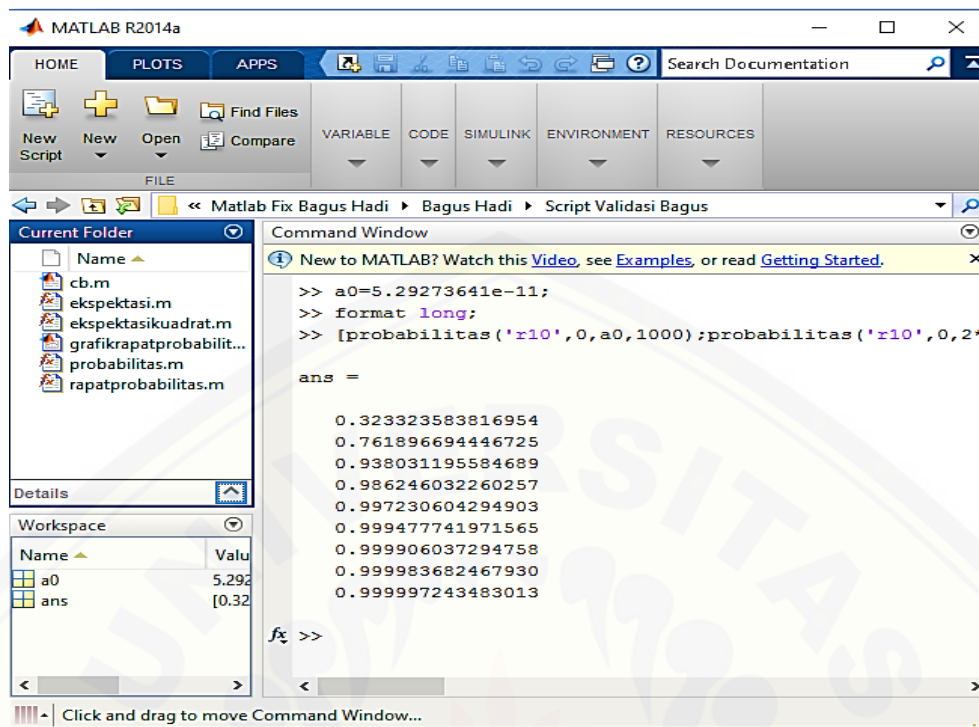 MATLAB R2014a
HOME PLOTS APPS Search Documentation
New Script
New
Open
Find Files
Compare
FILE
VARIABLE
CODE
SIMULINK
ENVIRONMENT
RESOURCES
« Matlab Fix Bagus Hadi Bagus Hadi Script Validasi Bagus
Current Folder
Name
cb.m
ekspektasi.m
ekspektasikuadrat.m
grafikrapatprobabilit...
probabilitas.m
rapatprobabilitas.m
Details
Workspace
Name Valu
a0 5.292
ans [0.32
Command Window
New to MATLAB? Watch this Video, see Examples, or read Getting Started.
>> a0=5.29273641e-11;
>> format long;
>> [probabilitas('r10',0,a0,1000);probabilitas('r10',0,2*
ans =
0.323323583816954
0.761896694446725
0.938031195584689
0.986246032260257
0.997230604294903
0.999477741971565
0.999906037294758
0.999983682467930
0.999997243483013
fx >>
Click and drag to move Command Window...
UNIVERSITAS